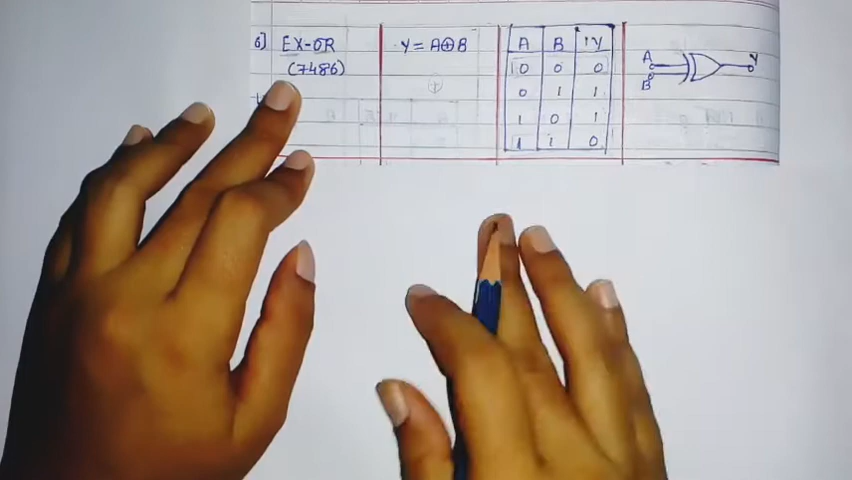 6] EX-OR Y = A⊕B A B Y
(7486) 0 0 0
0 1 1
1 0 1
1 1 0
A Y
B